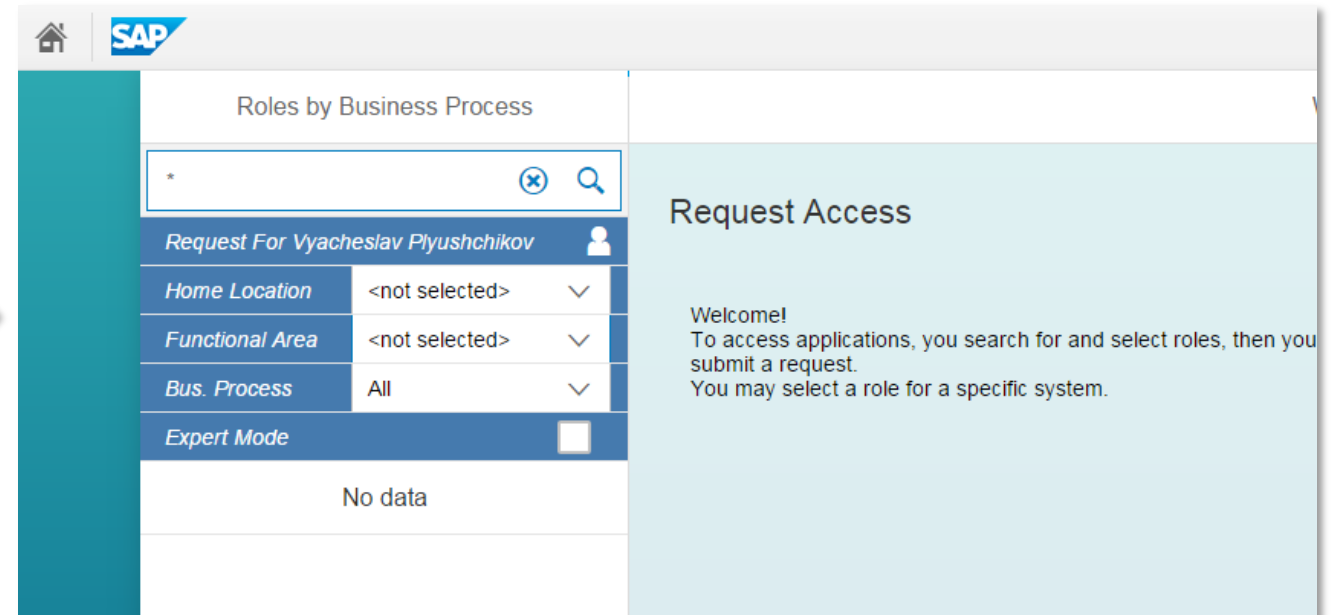 SAP
Roles by Business Process
*
Request For Vyacheslav Plyushchikov
Home Location <not selected>
Functional Area <not selected>
Bus. Process All
Expert Mode
No data
Request Access
Welcome!
To access applications, you search for and select roles, then you
submit a request.
You may select a role for a specific system.